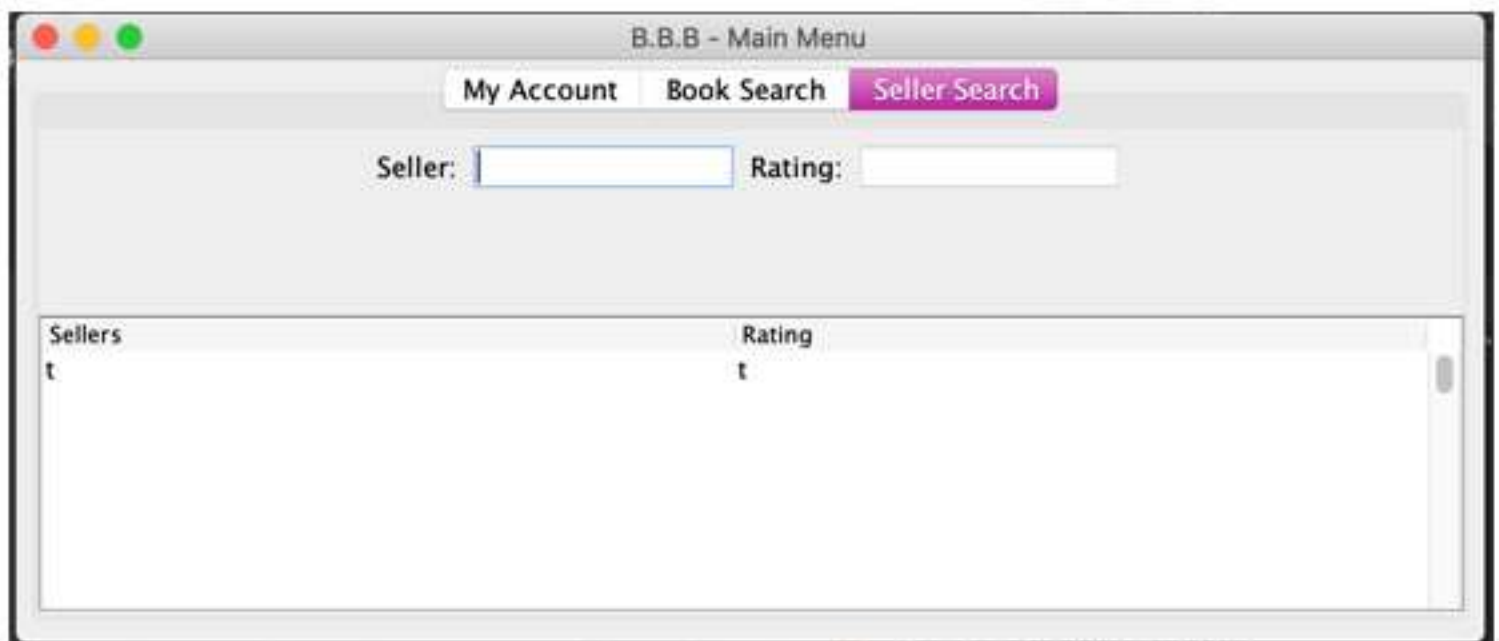 B.B.B - Main Menu
My Account Book Search Seller Search
Seller: Rating:
Sellers Rating
t t